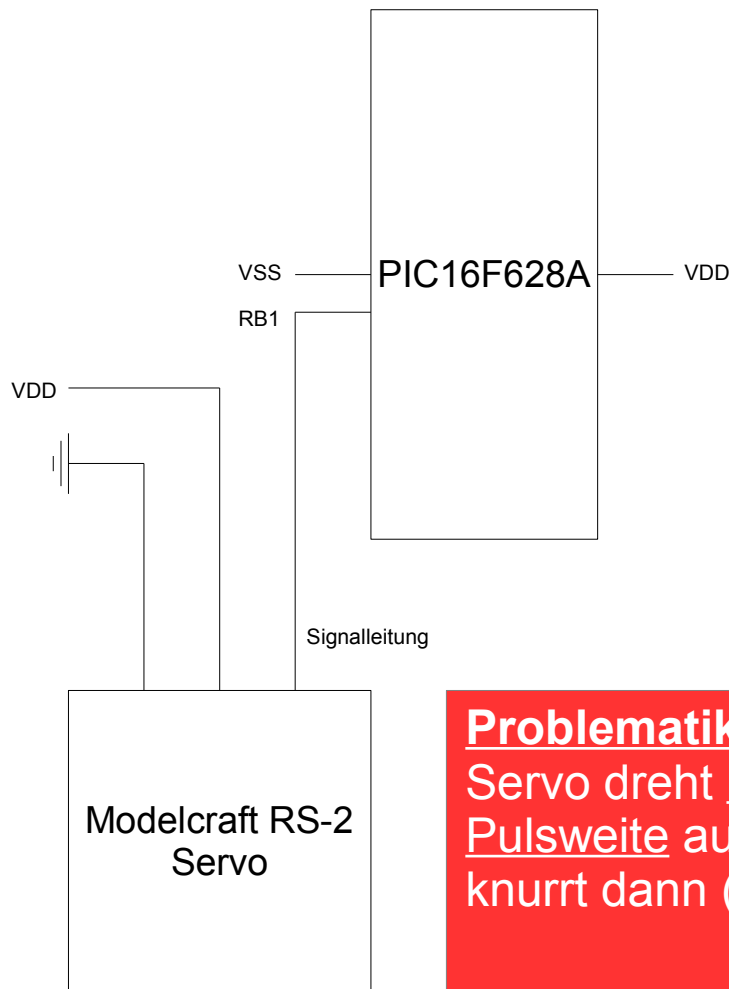 PIC16F628A
VSS
VDD
RB1
VDD
Signalleitung
Modelcraft RS-2
Servo
Problematik
Servo dreht
Pulsweite au
knurrt dann (